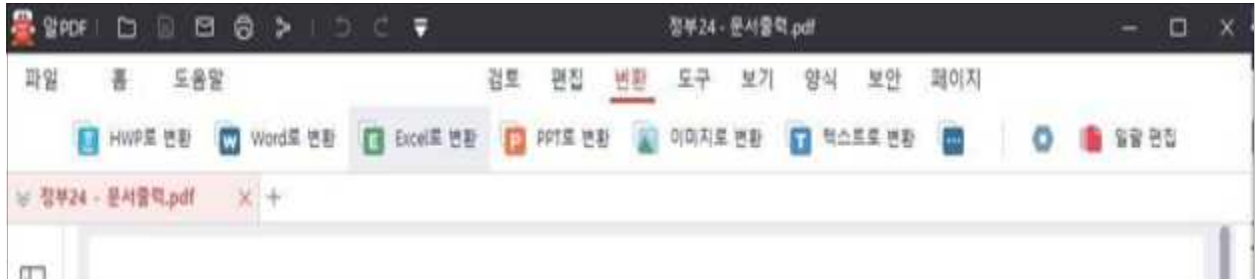 알PDF 정부24 - 문서출력.pdf
파일 홈 도움말 검토 편집 변환 도구 보기 양식 보안 페이지
HWP로 변환 Word로 변환 Excel로 변환 PPT로 변환 이미지로 변환 텍스트로 변환 일괄 편집
정부24 - 문서출력.pdf